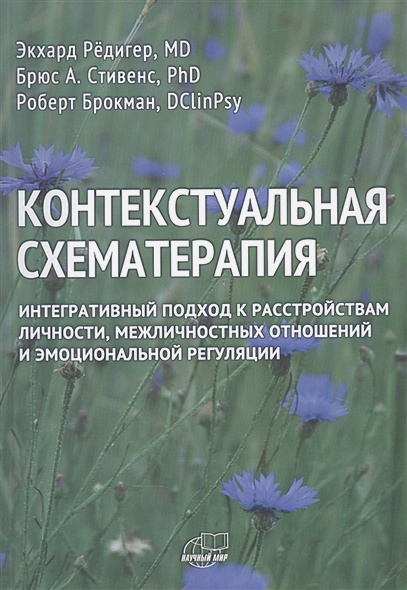 Экхард Рёдигер, MD
Брюс А. Стивенс, PhD
Роберт Брокман, DClinPsy
КОНТЕКСТУАЛЬНАЯ
СХЕМАТЕРАПИЯ
ИНТЕГРАТИВНЫЙ ПОДХОД К РАССТРОЙСТВАМ
ЛИЧНОСТИ, МЕЖЛИЧНОСТНЫХ ОТНОШЕНИЙ
И ЭМОЦИОНАЛЬНОЙ РЕГУЛЯЦИИ
НАУЧНЫЙ МИР